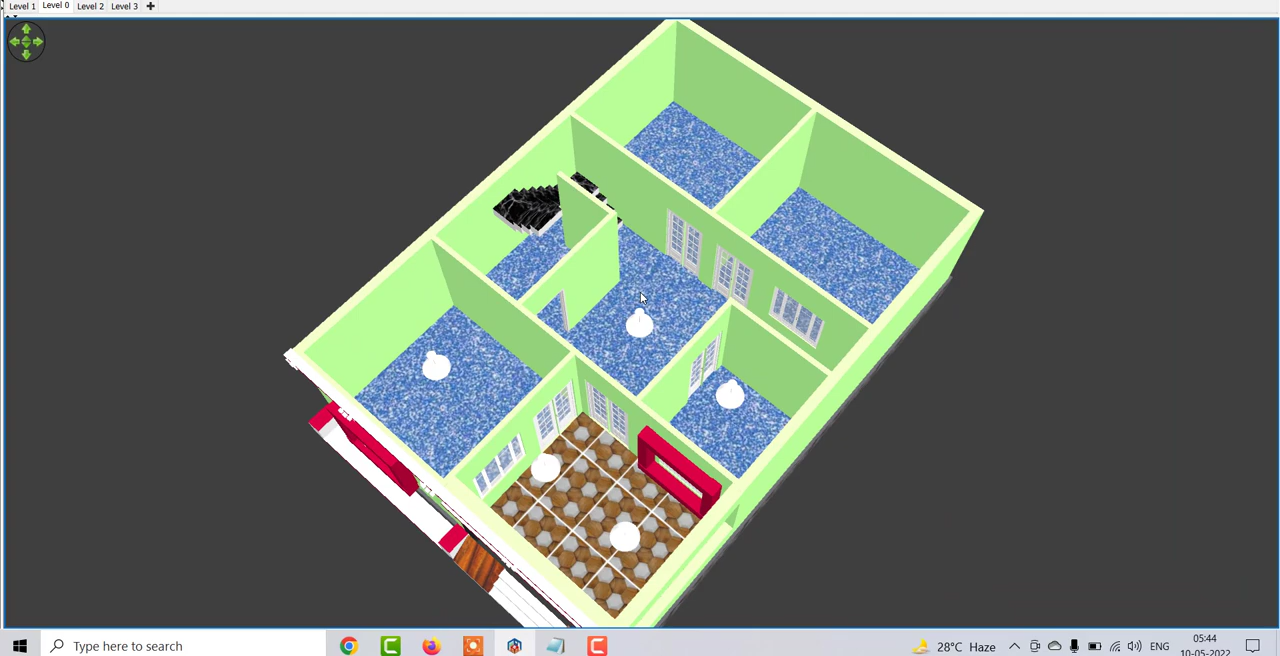 Level 1 Level 0 Level 2 Level 3
Type here to search
28°C Haze
ENG
05:44
10-05-2022